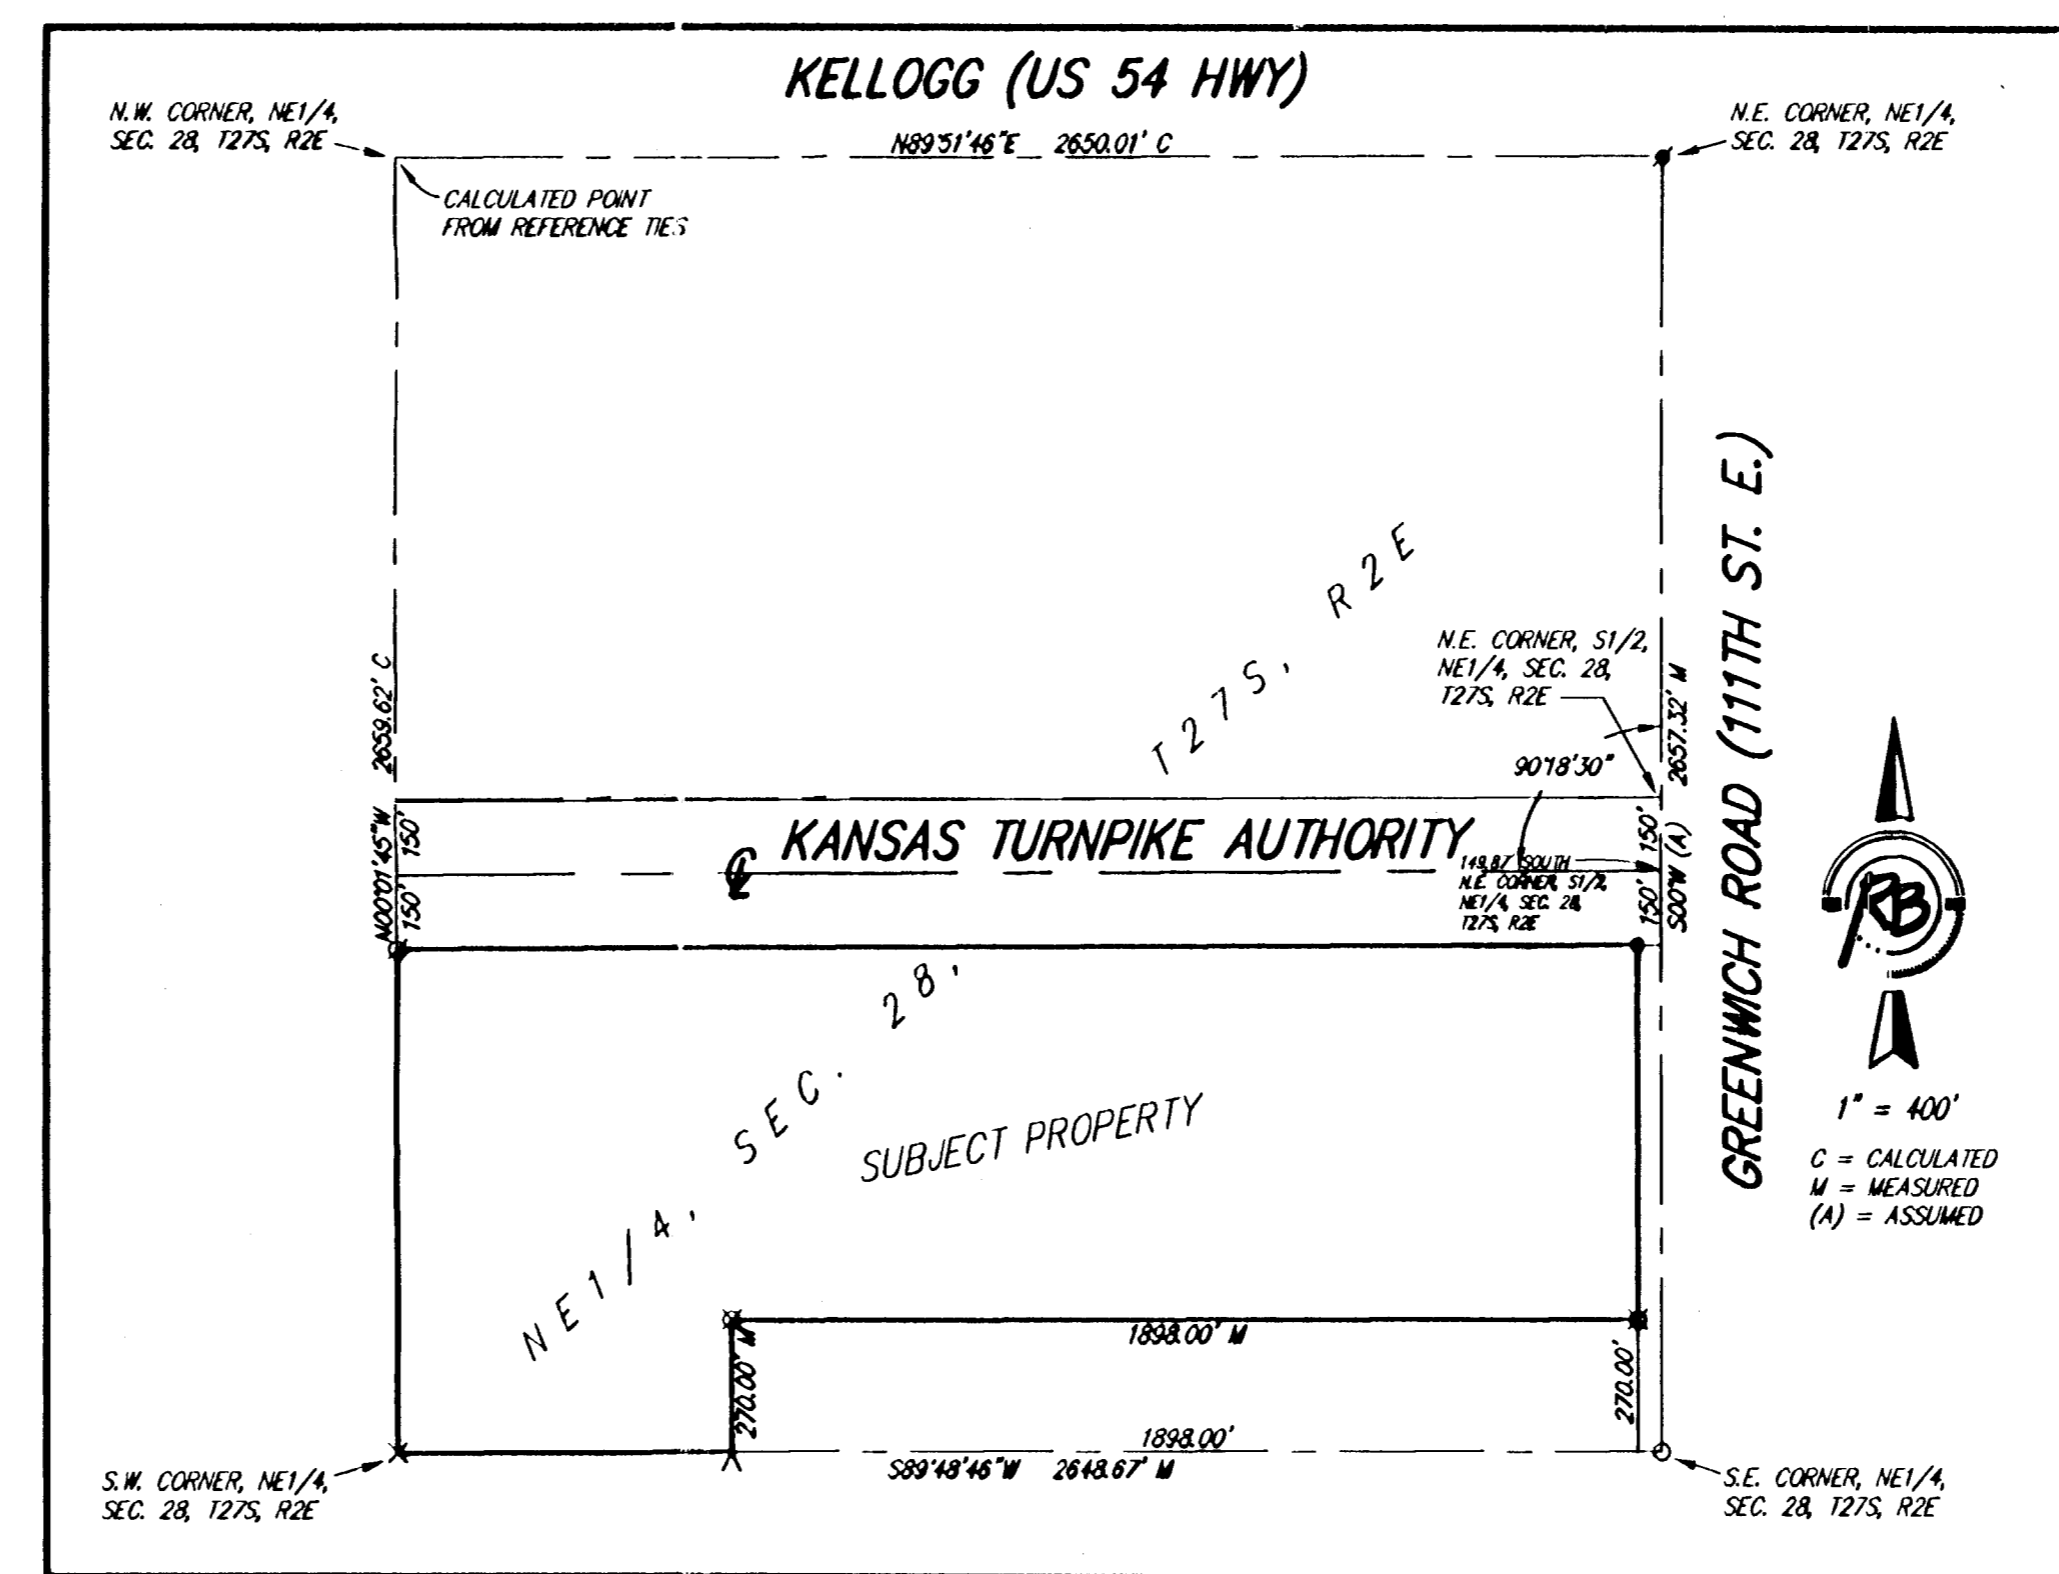 KELLOGG (US 54 HWY)
N.W. CORNER, NE1/4,
SEC. 28, T27S, R2E
N89°51'46"E 2650.01' C
N.E. CORNER, NE1/4,
SEC. 28, T27S, R2E
CALCULATED POINT
FROM REFERENCE TIES
GREENWICH ROAD (111TH ST. E.)
N00°01'45"W 2659.62' C
S00°W (A) 2657.32' M
N.E. CORNER, S1/2,
NE1/4, SEC. 28,
T27S, R2E
90°18'30"
150'
150'
150'
150'
KANSAS TURNPIKE AUTHORITY
149.87' SOUTH
N.E. CORNER, S1/2,
NE1/4, SEC. 28,
T27S, R2E
NE1/4, SEC. 28, T27S, R2E
SUBJECT PROPERTY
RB
1" = 400'
C = CALCULATED
M = MEASURED
(A) = ASSUMED
1898.00' M
270.00' M
270.00'
1898.00'
S89°48'46"W 2648.67' M
S.W. CORNER, NE1/4,
SEC. 28, T27S, R2E
S.E. CORNER, NE1/4,
SEC. 28, T27S, R2E